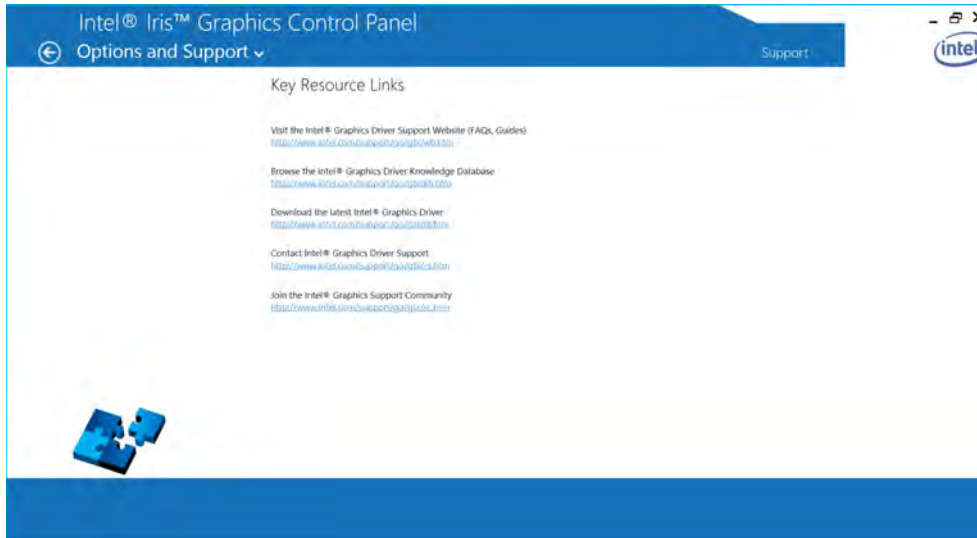 Intel® Iris™ Graphics Control Panel
Options and Support
Support
intel
Key Resource Links
Visit the Intel® Graphics Driver Support Website (FAQs, Guides)
Browse the Intel® Graphics Driver Knowledge Database
Download the latest Intel® Graphics Driver
Contact Intel® Graphics Driver Support
Join the Intel® Graphics Support Community